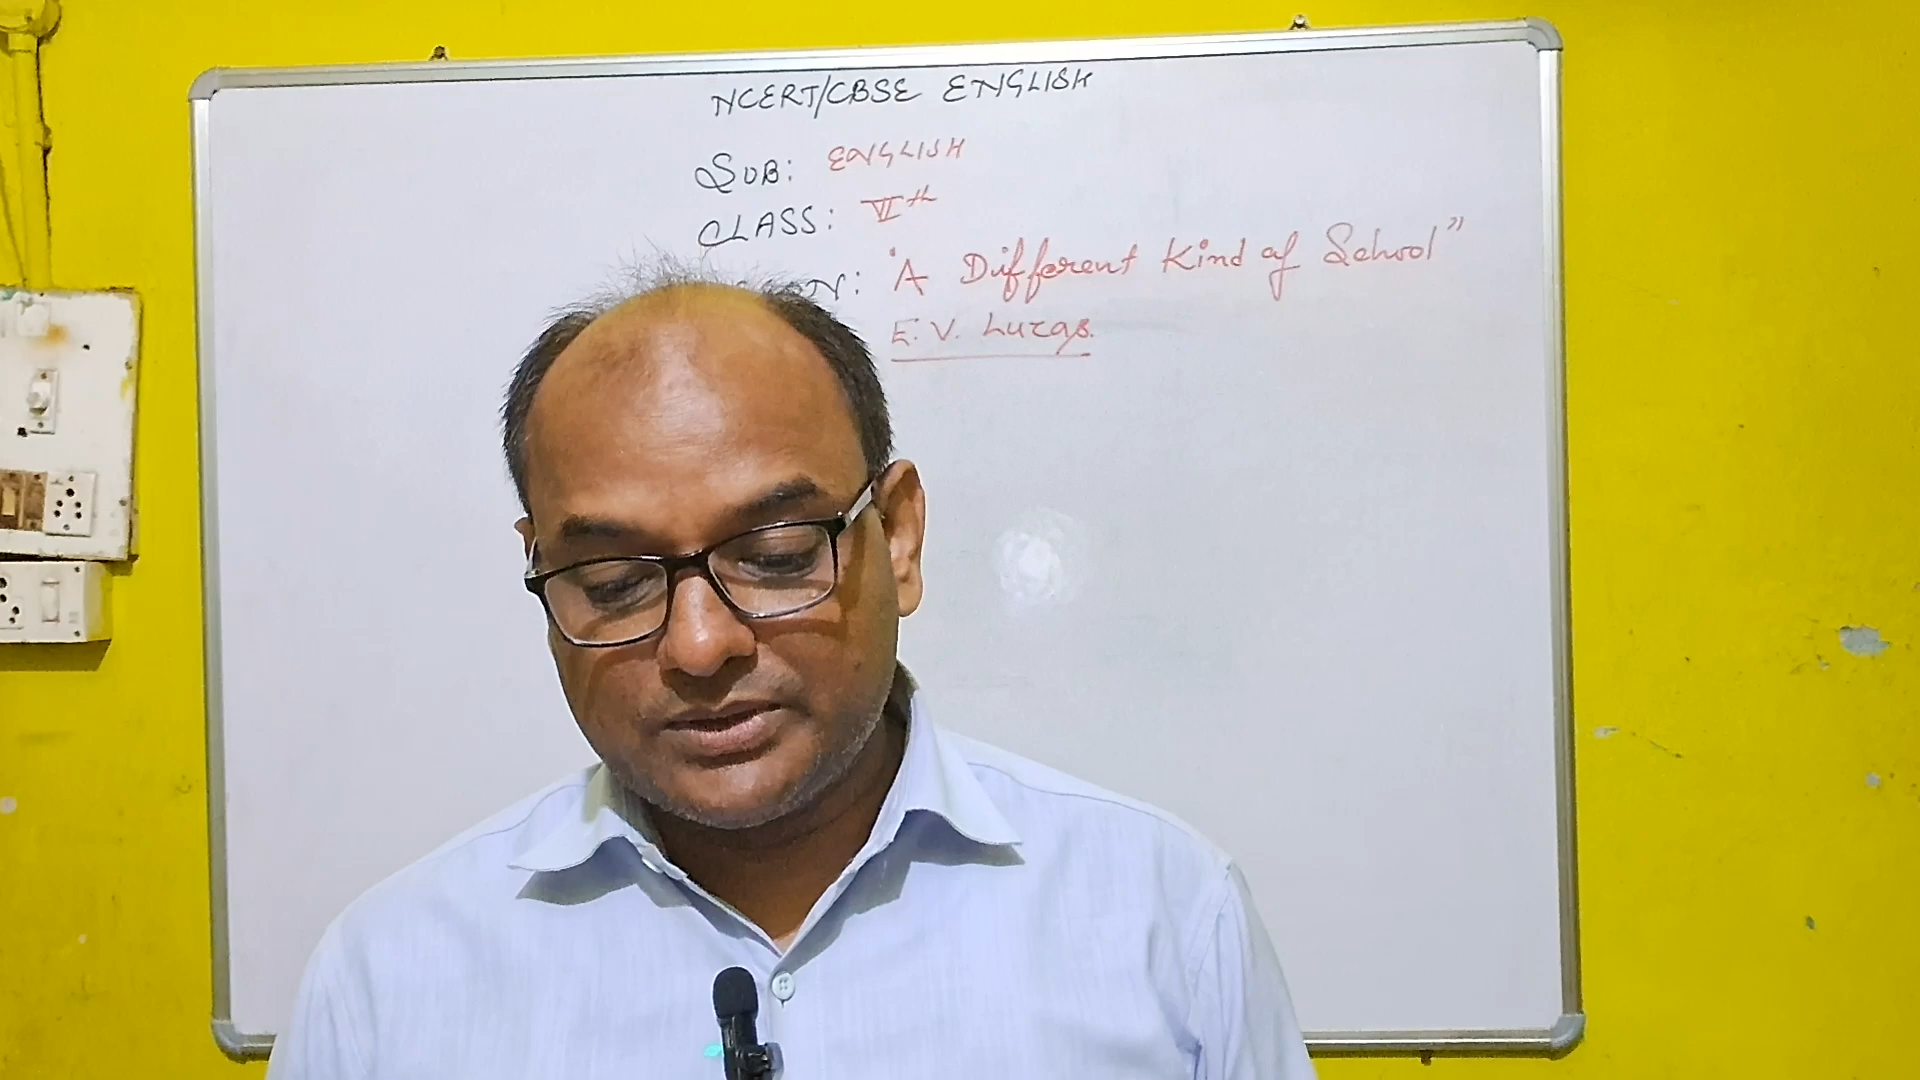 NCERT/CBSE ENGLISH
SUB: ENGLISH
CLASS: VIth
"A Different Kind of School"
E. V. Lucas.